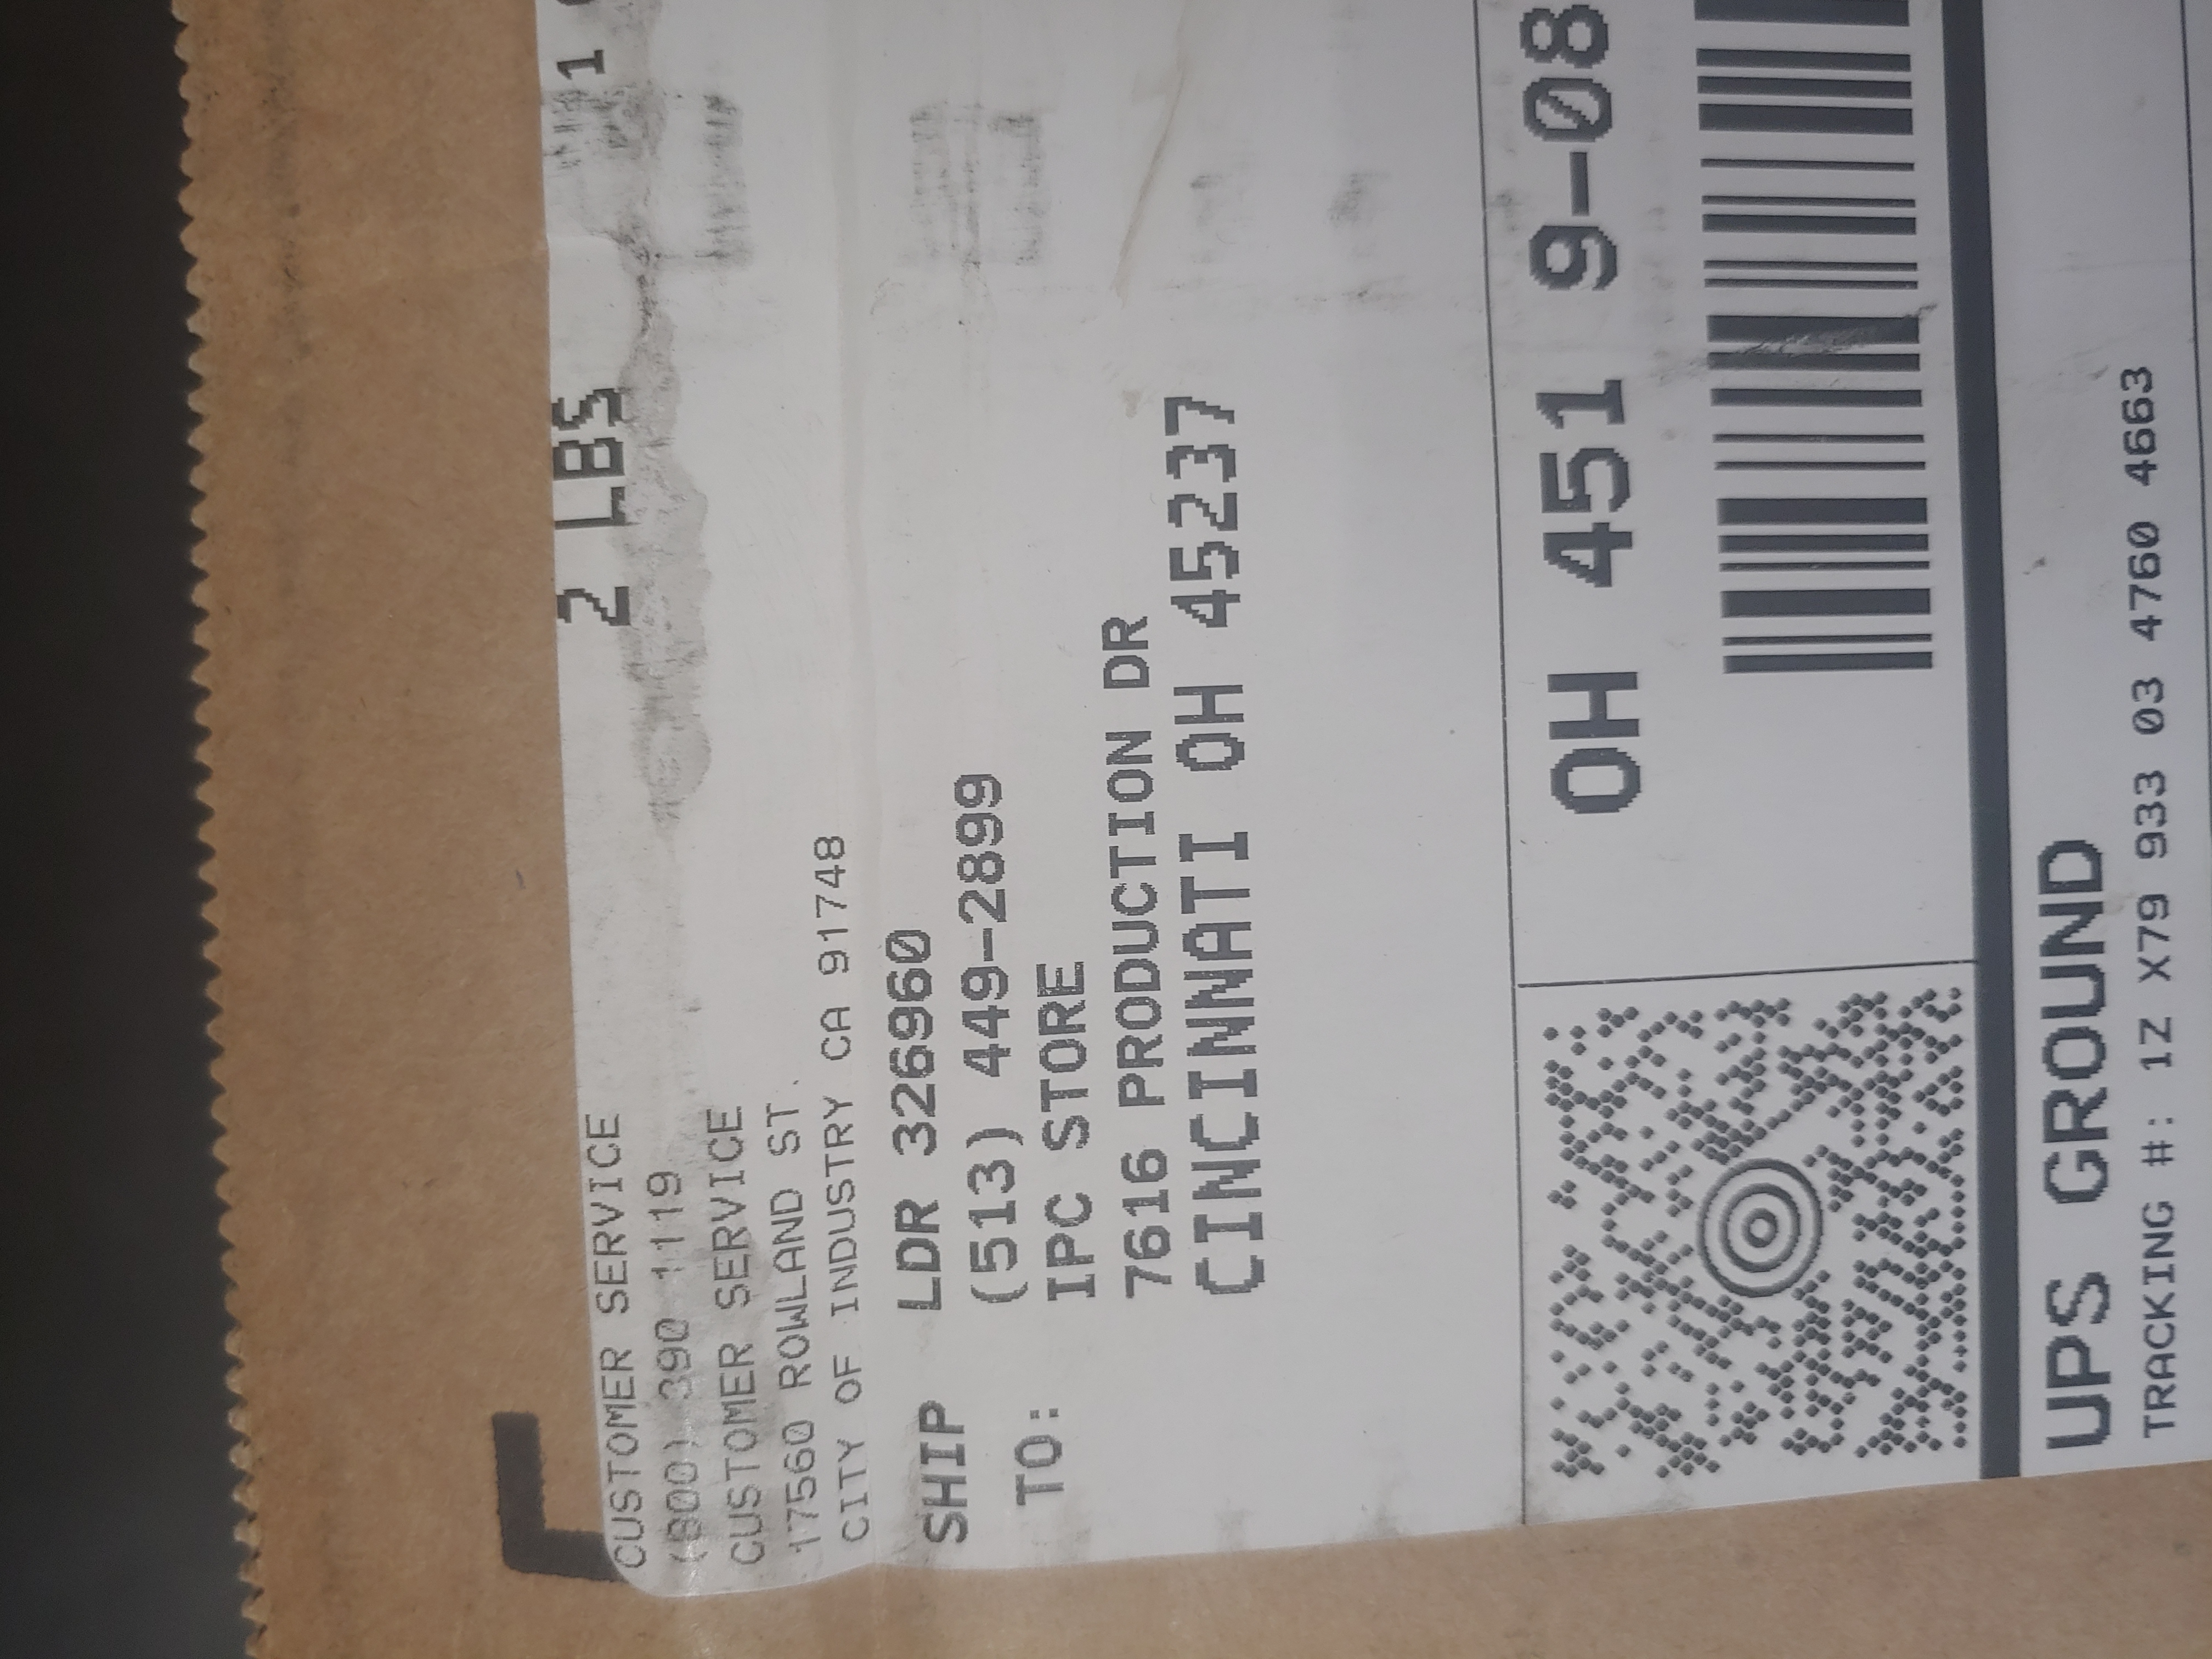 CUSTOMER SERVICE 2 LBS 1
(800) 390-1119
CUSTOMER SERVICE
17560 ROWLAND ST.
CITY OF INDUSTRY CA 91748
SHIP
TO:
LDR 326960
(513) 449-2899
IPC STORE
7616 PRODUCTION DR
CINCINNATI OH 45237
OH 451 9-08
UPS GROUND
TRACKING #: 1Z X79 933 03 4760 4663